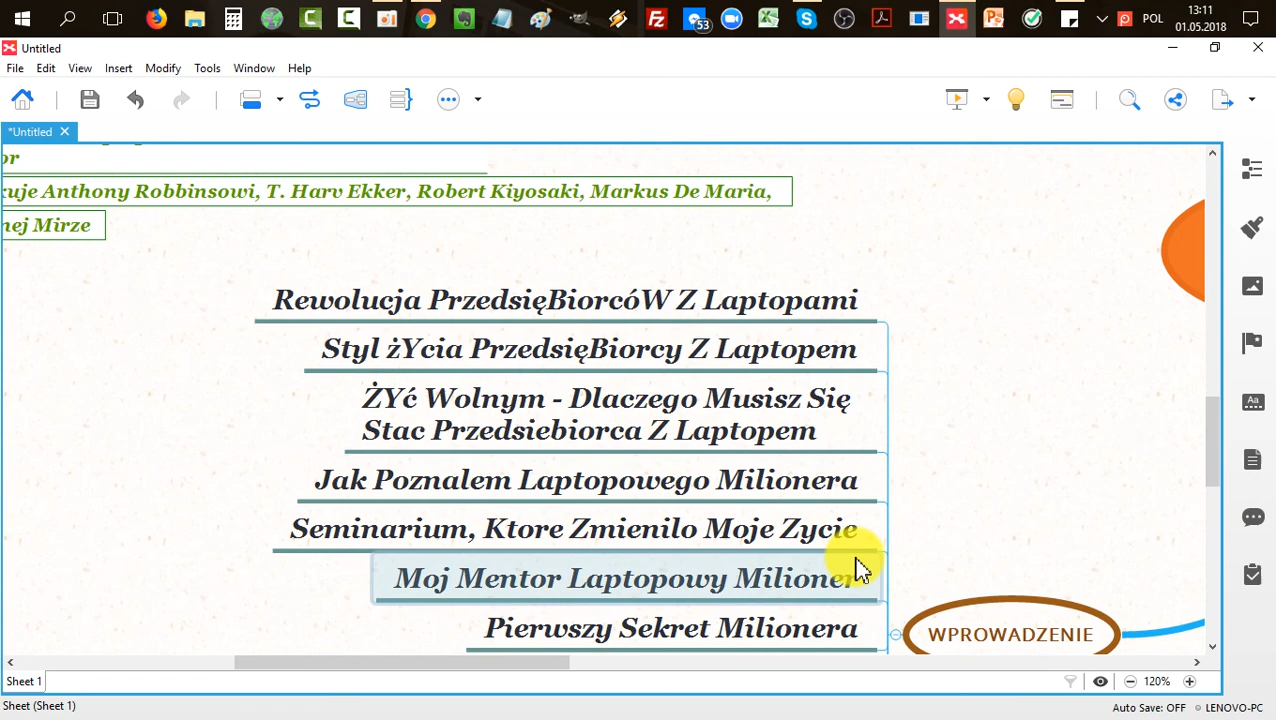 53
POL
13:11
01.05.2018
Untitled
File Edit View Insert Modify Tools Window Help
*Untitled
or
kuje Anthony Robbinsowi, T. Harv Ekker, Robert Kiyosaki, Markus De Maria,
nej Mirze
Rewolucja PrzedsięBiorcóW Z Laptopami
Styl żYcia PrzedsięBiorcy Z Laptopem
ŻYć Wolnym - Dlaczego Musisz Się
Stac Przedsiebiorca Z Laptopem
Jak Poznalem Laptopowego Milionera
Seminarium, Ktore Zmienilo Moje Zycie
Moj Mentor Laptopowy Milioner
Pierwszy Sekret Milionera
WPROWADZENIE
Sheet 1
120%
Sheet (Sheet 1)
Auto Save: OFF
LENOVO-PC